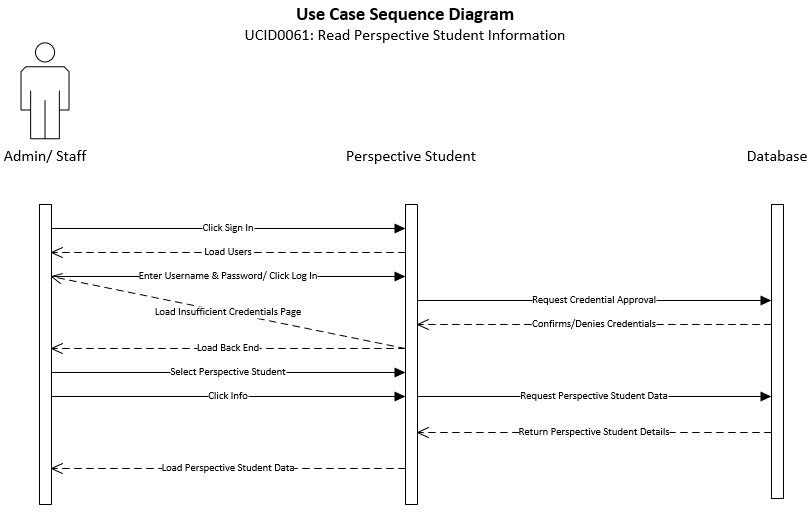 Use Case Sequence Diagram
UCID0061: Read Perspective Student Information
Admin/ Staff
Perspective Student
Database
Click Sign In
Load Users
Enter Username & Password/ Click Log In
Request Credential Approval
Load Insufficient Credentials Page
Confirms/Denies Credentials
Load Back End
Select Perspective Student
Click Info
Request Perspective Student Data
Return Perspective Student Details
Load Perspective Student Data